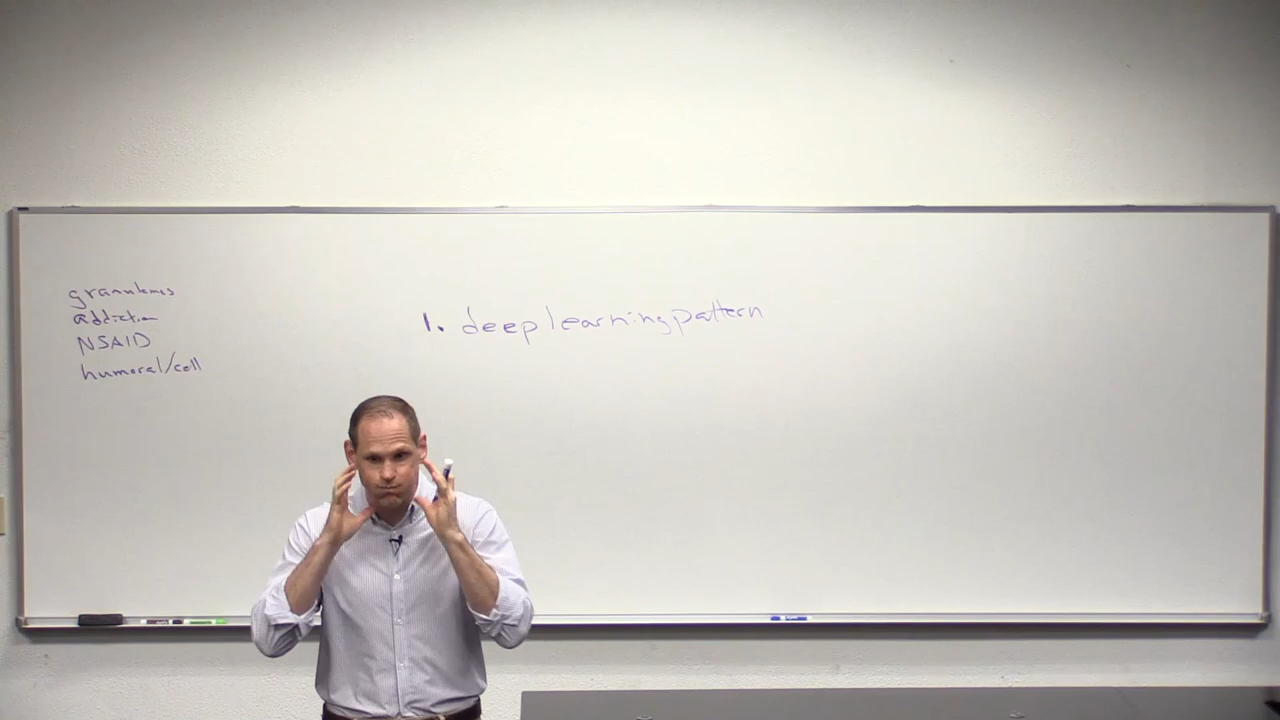 granulomas
addiction
NSAID
humoral/cell
1. deep learning pattern